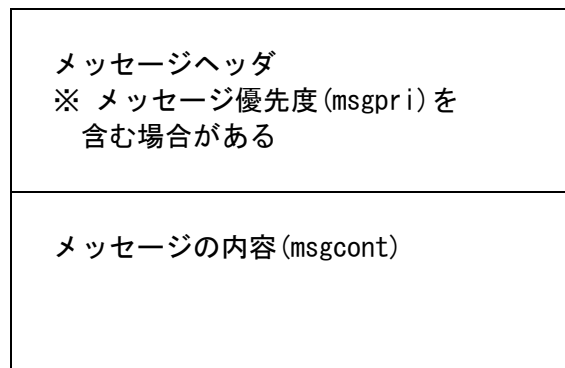 メッセージヘッダ
※ メッセージ優先度(msgpri)を
含む場合がある
メッセージの内容(msgcont)